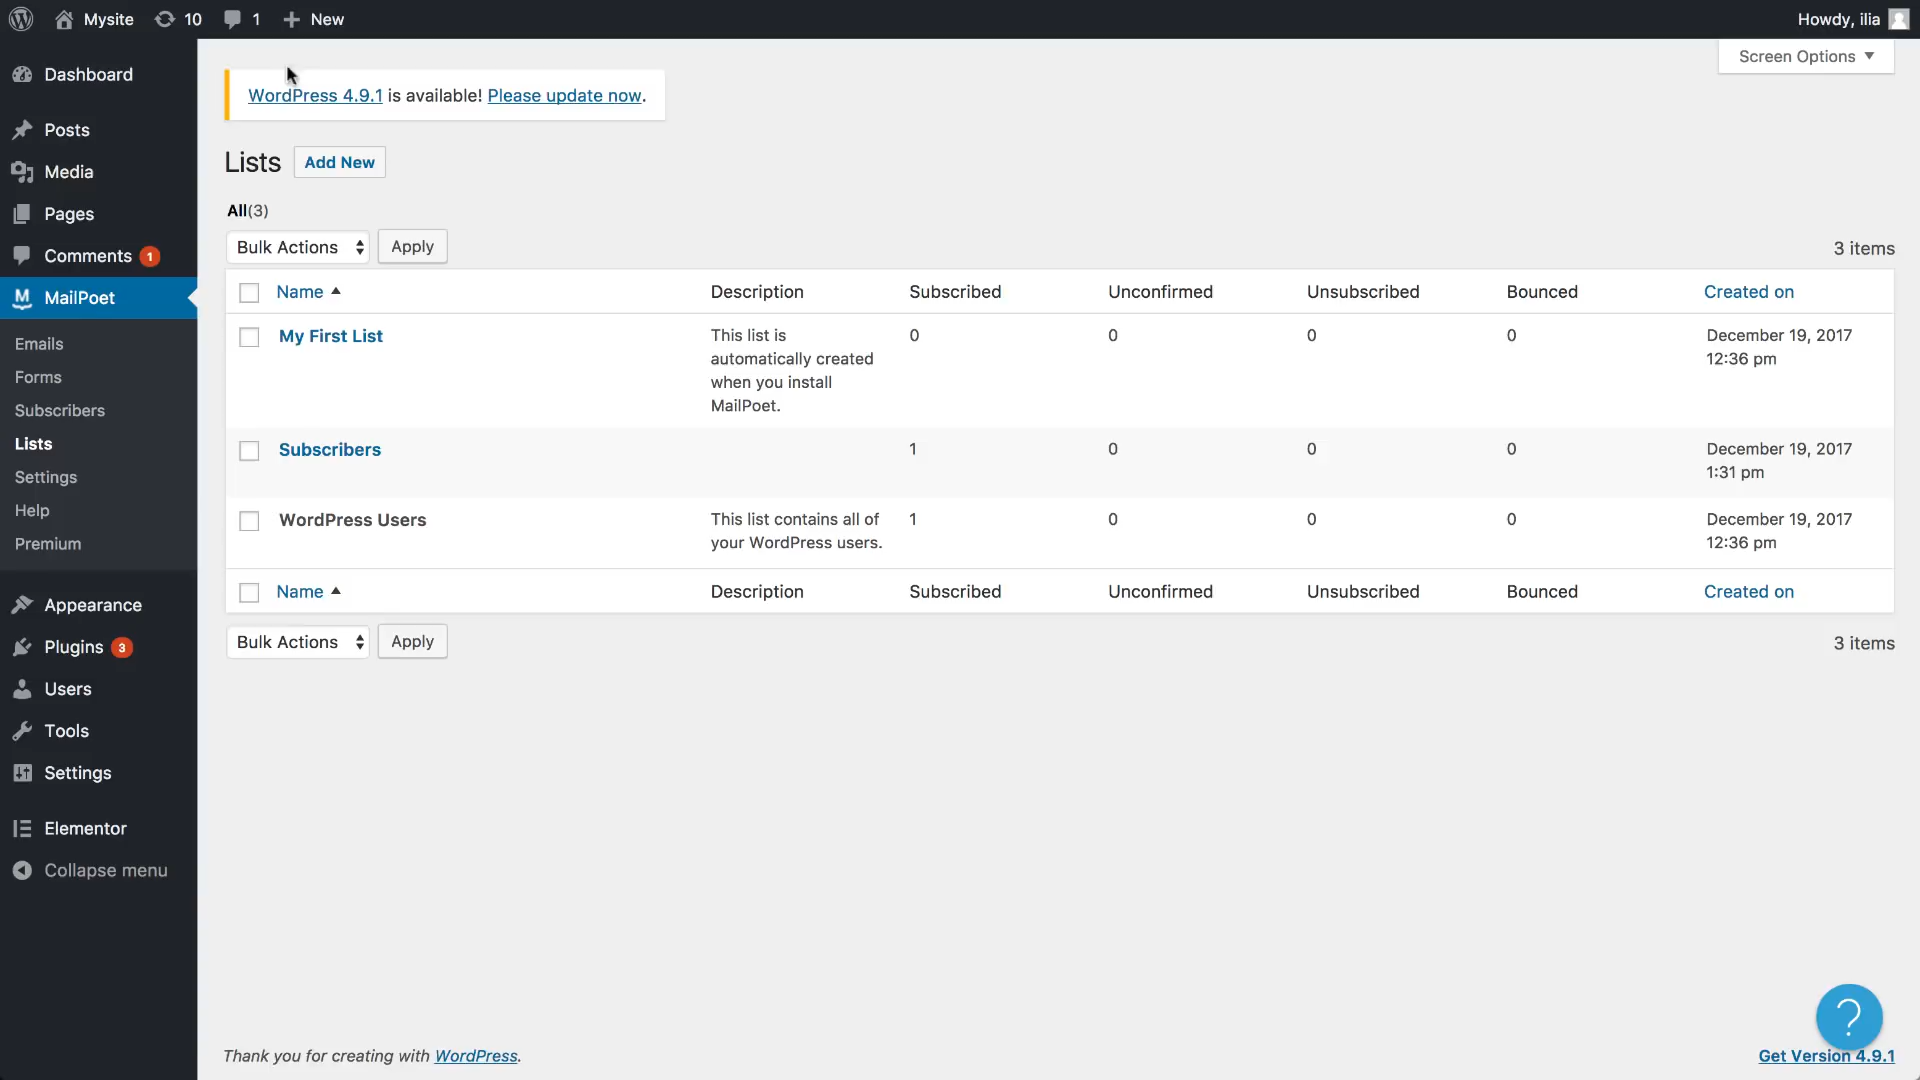 Mysite 10 1 New Howdy, ilia
Screen Options
Dashboard
Posts
Media
Pages
Comments 1
MailPoet
Emails
Forms
Subscribers
Lists
Settings
Help
Premium
Appearance
Plugins 3
Users
Tools
Settings
Elementor
Collapse menu
WordPress 4.9.1 is available! Please update now.
Lists Add New
All(3)
Bulk Actions Apply 3 items
Name Description Subscribed Unconfirmed Unsubscribed Bounced Created on
My First List This list is 0 0 0 0 December 19, 2017
automatically created 12:36 pm
when you install
MailPoet.
Subscribers 1 0 0 0 December 19, 2017
1:31 pm
WordPress Users This list contains all of 1 0 0 0 December 19, 2017
your WordPress users. 12:36 pm
Name Description Subscribed Unconfirmed Unsubscribed Bounced Created on
Bulk Actions Apply 3 items
?
Thank you for creating with WordPress. Get Version 4.9.1